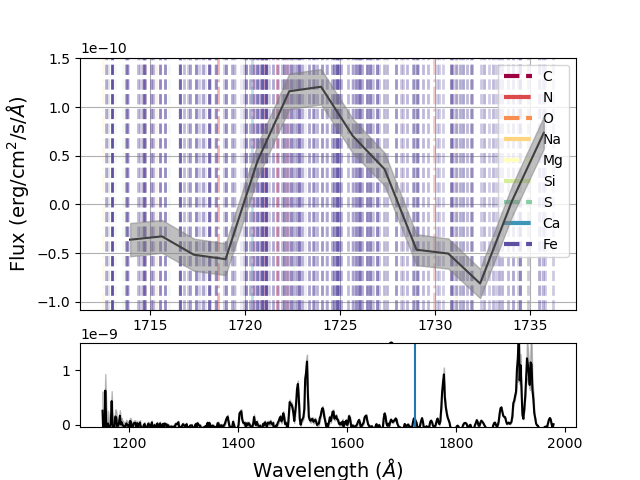 1e−10
1.5
1.0
0.5
0.0
−0.5
−1.0
Flux (erg/cm²/s/Å)
C
N
O
Na
Mg
Si
S
Ca
Fe
1715 1720 1725 1730 1735
1e−9
1
0
1200 1400 1600 1800 2000
Wavelength (Å)